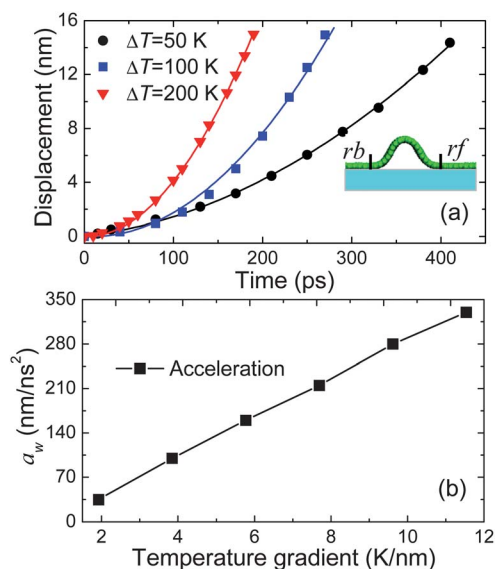 16
12
8
4
0
Displacement (nm)
ΔT=50 K
ΔT=100 K
ΔT=200 K
rb
rf
(a)
0 100 200 300 400
Time (ps)
350
280
210
140
70
0
a_w (nm/ns²)
Acceleration
(b)
2 4 6 8 10 12
Temperature gradient (K/nm)